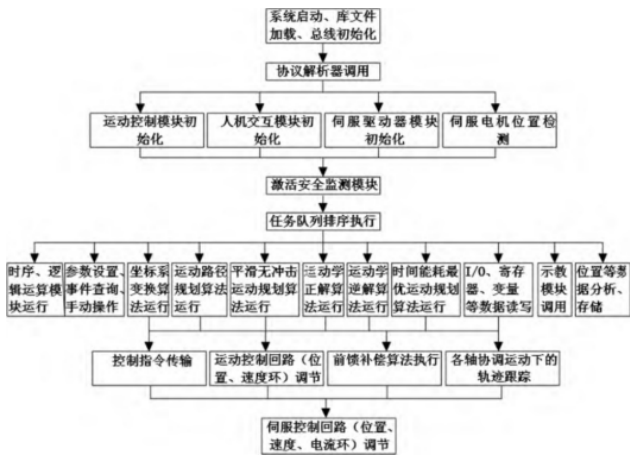 系统启动、库文件
加载、总线初始化
协议解析器调用
运动控制模块初
始化
人机交互模块初
始化
伺服驱动器模块
初始化
伺服电机位置检
测
激活安全监测模块
任务队列排序执行
时序、逻
辑运算模
块运行
参数设置、
事件查询、
手动操作
坐标系
变换算
法运行
运动路径
规划算法
运行
平滑无冲击
运动规划算
法运行
运动学
正解算
法运行
运动学
逆解算
法运行
时间能耗最
优运动规划
算法运行
I/O、寄存
器、变量
等数据读写
示教
模块
调用
位置等数
据分析、
存储
控制指令传输
运动控制回路（位
置、速度环）调节
前馈补偿算法执行
各轴协调运动下的
轨迹跟踪
伺服控制回路（位置、
速度、电流环）调节